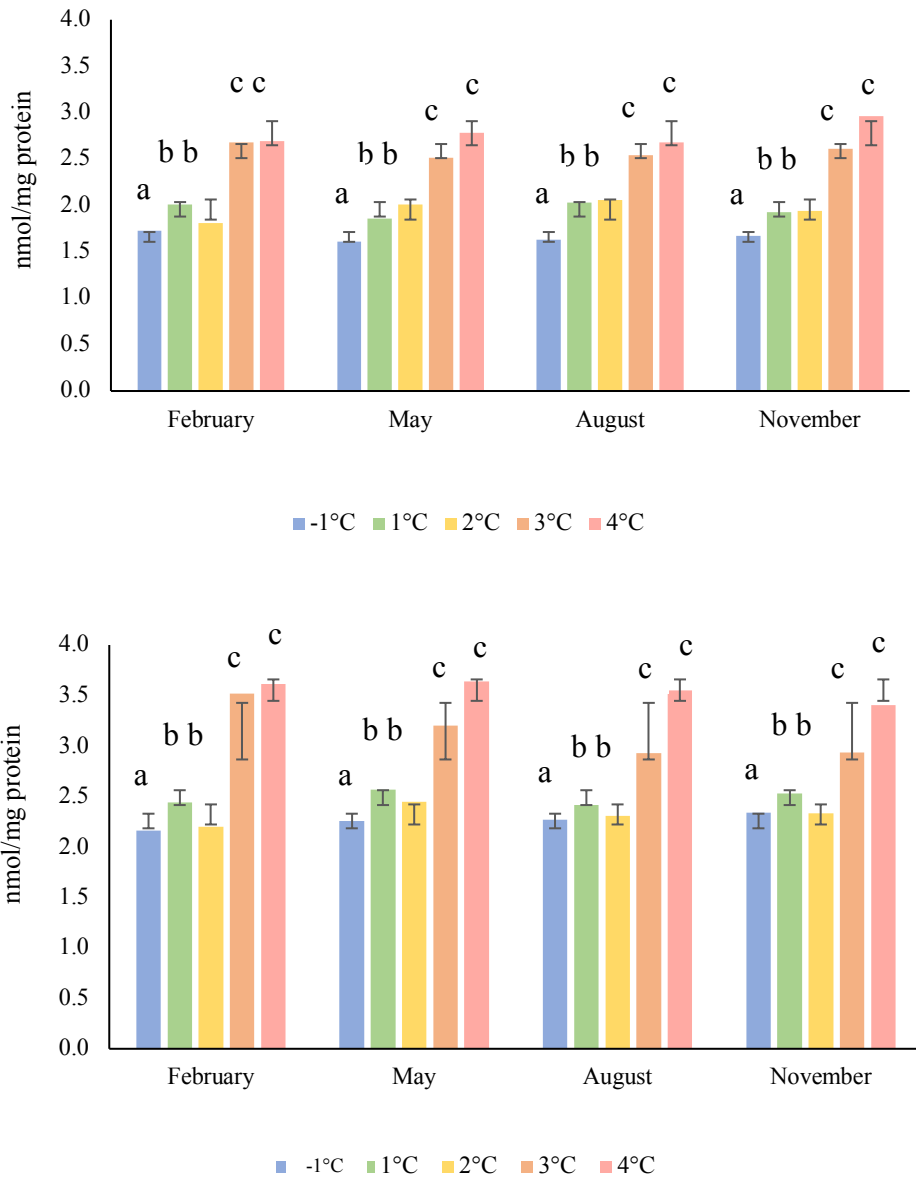 4.0
3.5
3.0
2.5
2.0
1.5
1.0
0.5
0.0
nmol/mg protein
a b b c c
a b b c c
a b b c c
a b b c c
February May August November
-1°C 1°C 2°C 3°C 4°C
4.0
3.5
3.0
2.5
2.0
1.5
1.0
0.5
0.0
nmol/mg protein
a b b c c
a b b c c
a b b c c
a b b c c
February May August November
-1°C 1°C 2°C 3°C 4°C